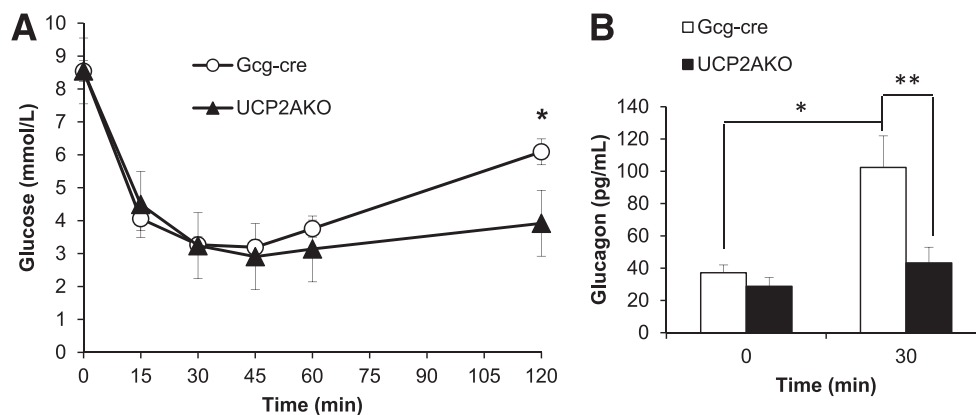 A
Gcg-cre
UCP2AKO
*
Glucose (mmol/L)
10
9
8
7
6
5
4
3
2
1
0
0 15 30 45 60 75 90 105 120
Time (min)
B
Gcg-cre
UCP2AKO
* **
Glucagon (pg/mL)
140
120
100
80
60
40
20
0
0 30
Time (min)